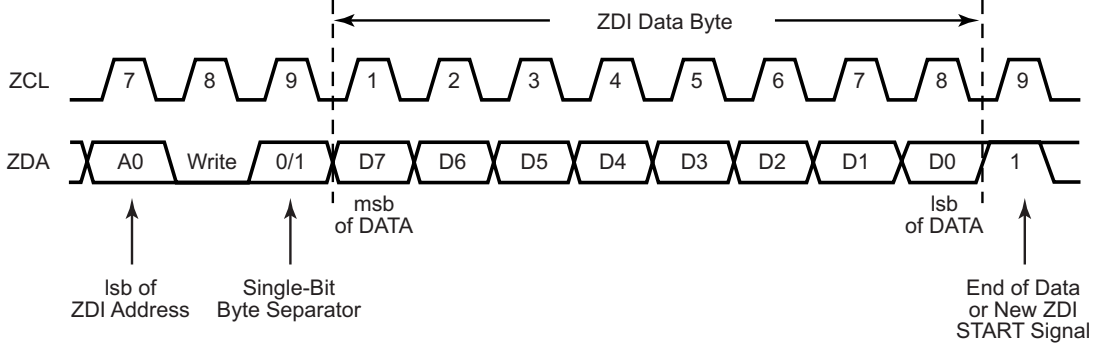 ZDI Data Byte
ZCL 7 8 9 1 2 3 4 5 6 7 8 9
ZDA A0 Write 0/1 D7 D6 D5 D4 D3 D2 D1 D0 1
msb
of DATA
lsb
of DATA
lsb of
ZDI Address
Single-Bit
Byte Separator
End of Data
or New ZDI
START Signal